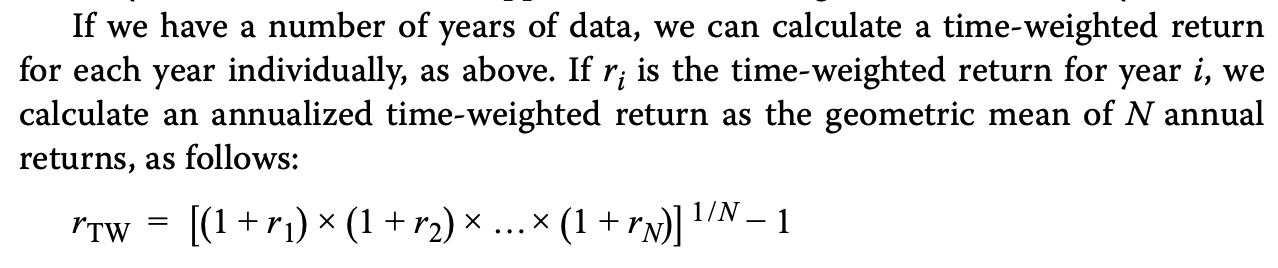 If we have a number of years of data, we can calculate a time-weighted return
for each year individually, as above. If rᵢ is the time-weighted return for year i, we
calculate an annualized time-weighted return as the geometric mean of N annual
returns, as follows:
r_TW = [(1 + r₁) × (1 + r₂) × … × (1 + r_N)]^{1/N} – 1